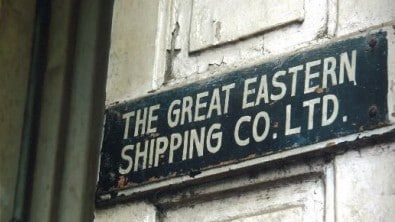 THE GREAT EASTERN
SHIPPING CO. LTD.